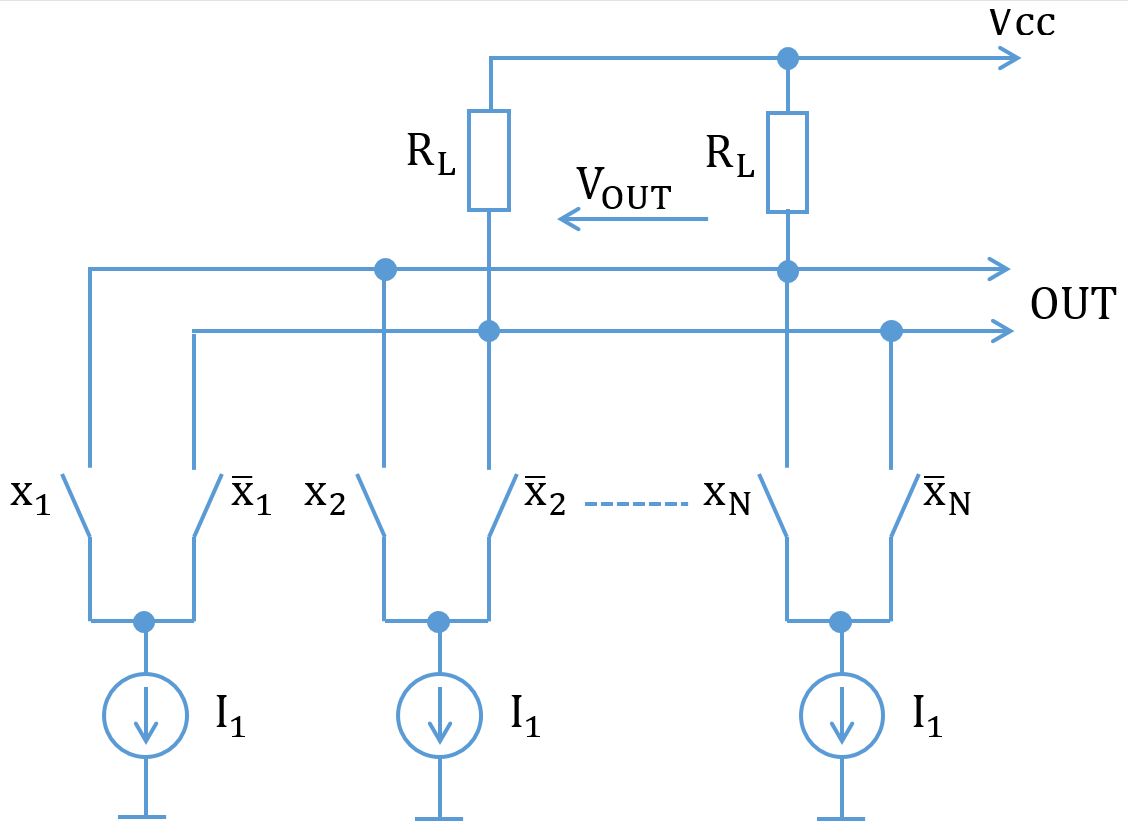 Vcc
R_L
R_L
V_OUT
OUT
x_1
x̅_1
x_2
x̅_2
x_N
x̅_N
I_1
I_1
I_1